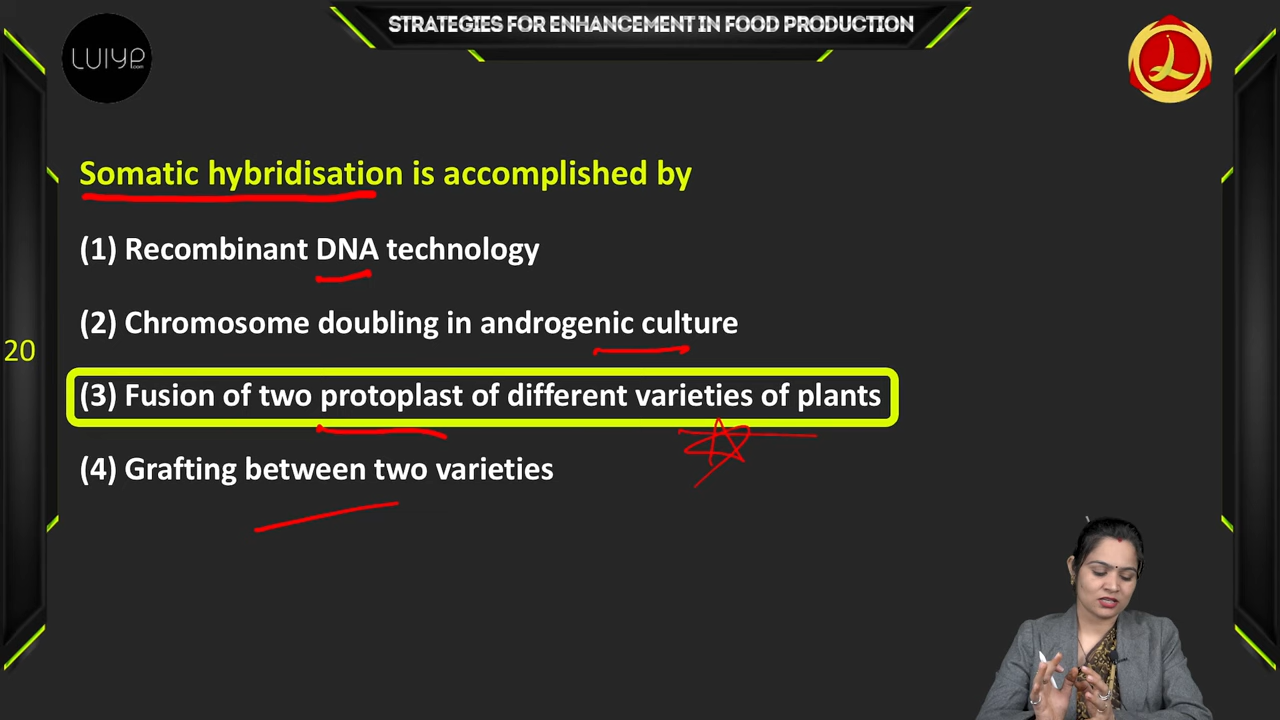 STRATEGIES FOR ENHANCEMENT IN FOOD PRODUCTION
LUIYP
.com
Somatic hybridisation is accomplished by
(1) Recombinant DNA technology
(2) Chromosome doubling in androgenic culture
20
(3) Fusion of two protoplast of different varieties of plants
(4) Grafting between two varieties